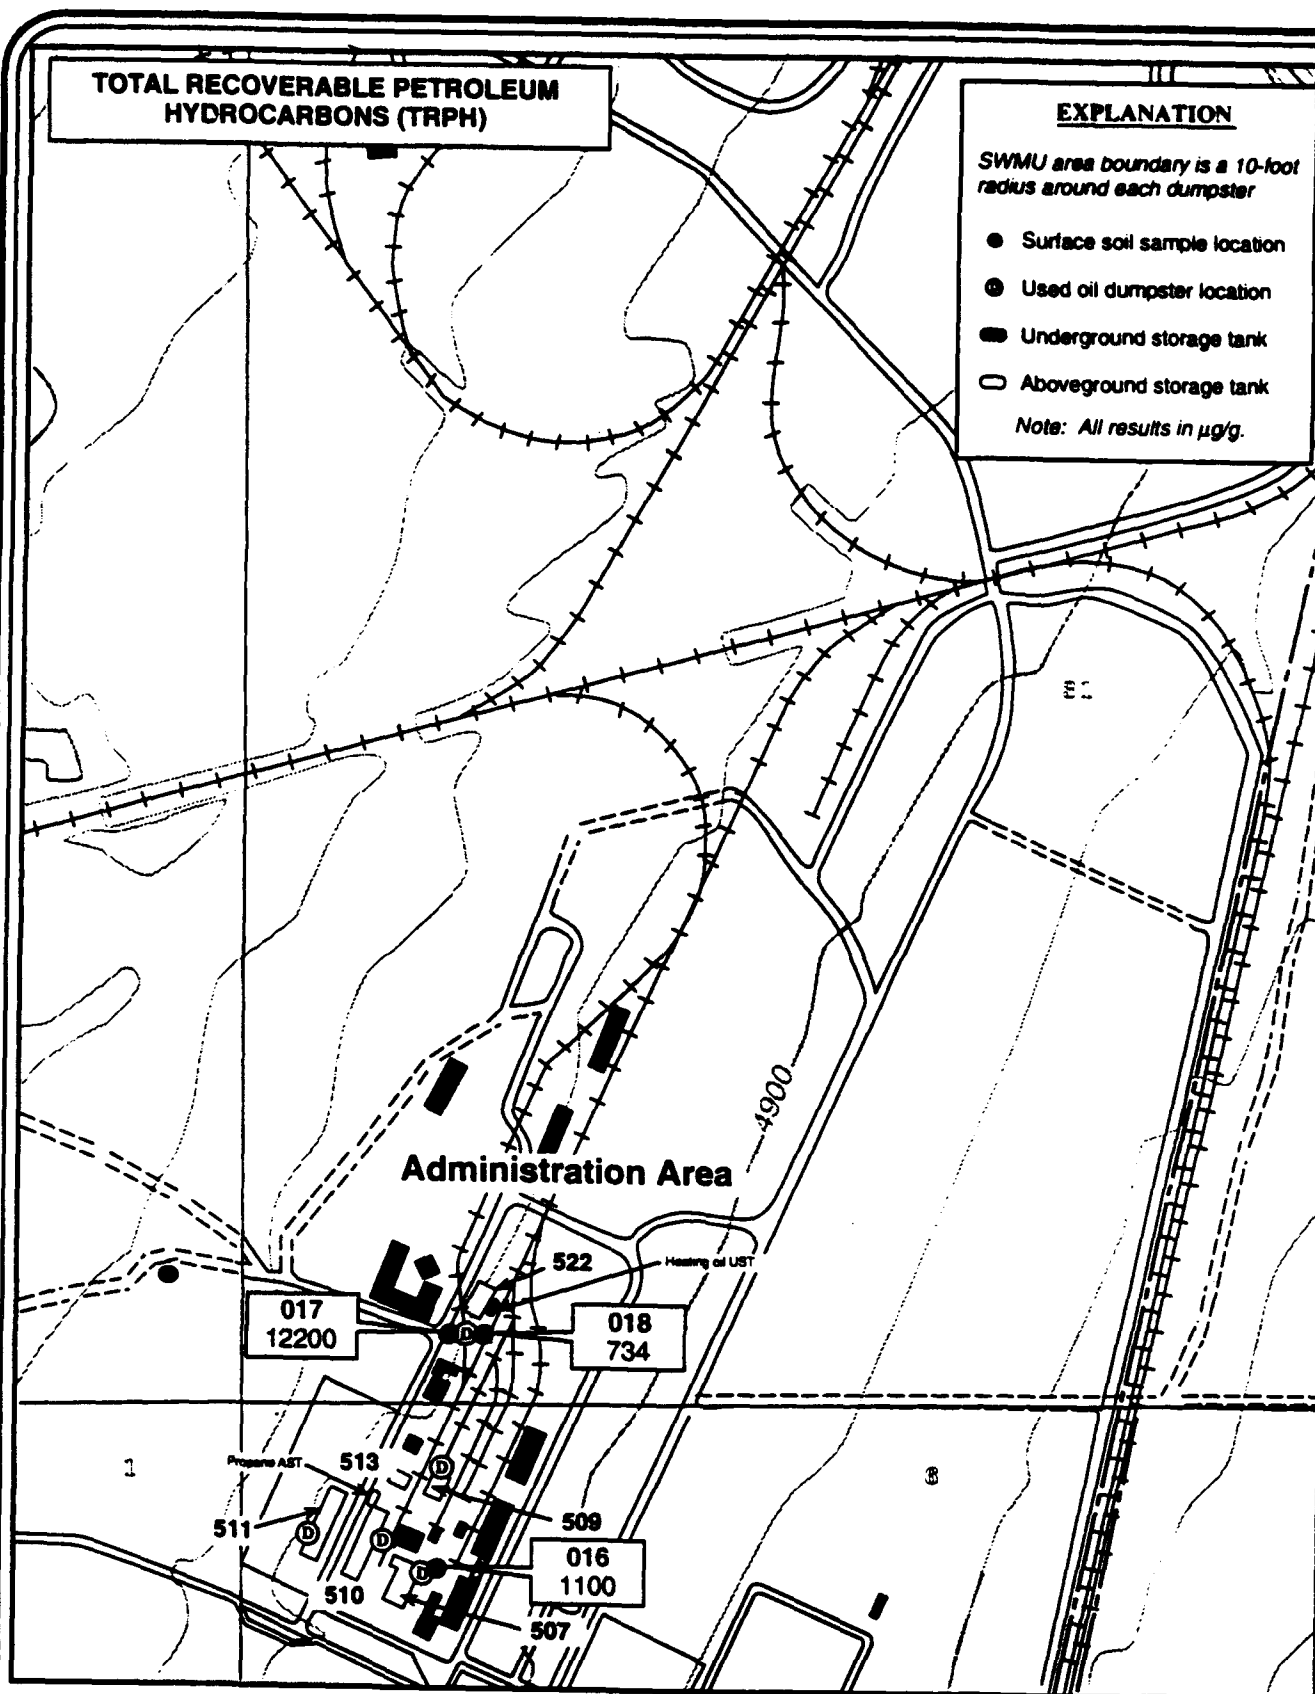 TOTAL RECOVERABLE PETROLEUM
HYDROCARBONS (TRPH)
EXPLANATION
SWMU area boundary is a 10-foot
radius around each dumpster
Surface soil sample location
D Used oil dumpster location
Underground storage tank
Aboveground storage tank
Note: All results in µg/g.
31
4900
Administration Area
522
Heating oil UST
017
12200
D
018
734
1
Propane AST
513
D
6
511
D
D
509
016
1100
D
510
507